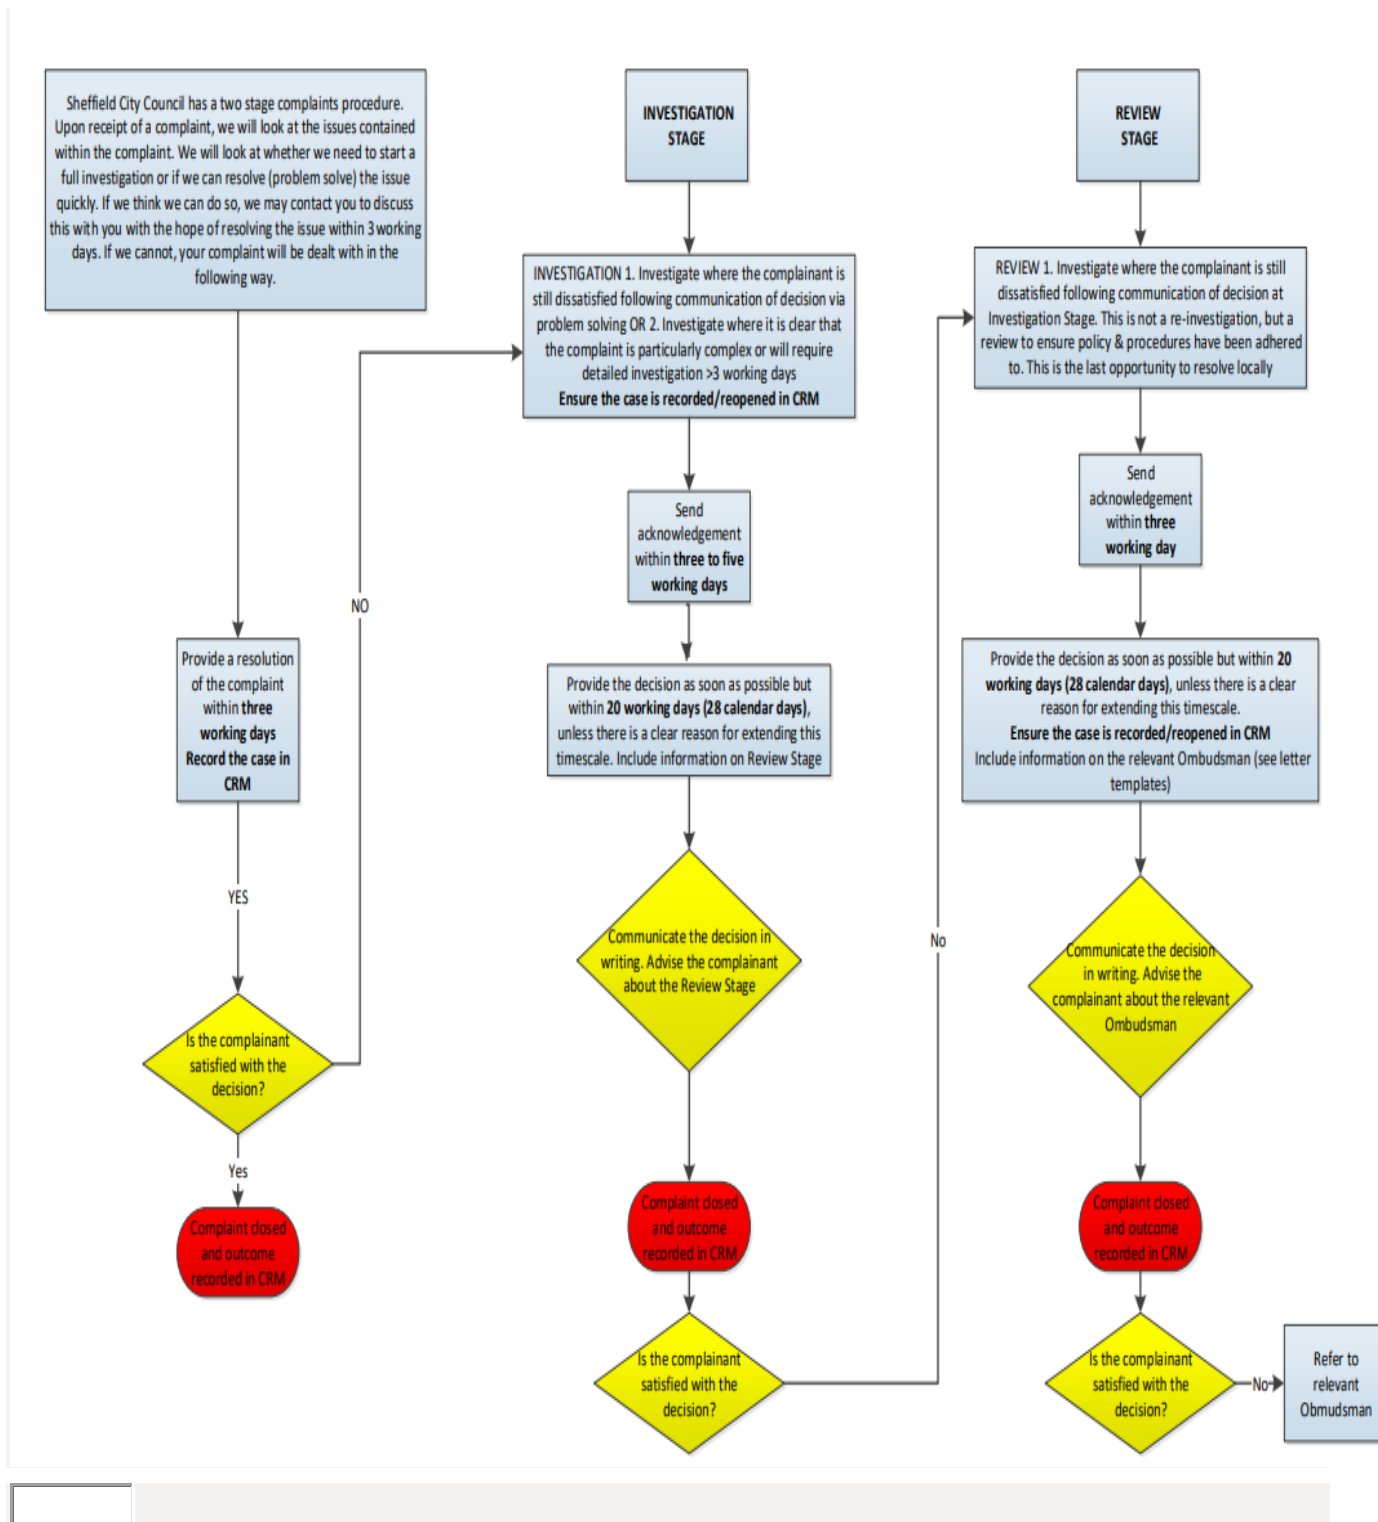 Sheffield City Council has a two stage complaints procedure.
Upon receipt of a complaint, we will look at the issues contained
within the complaint. We will look at whether we need to start a
full investigation or if we can resolve (problem solve) the issue
quickly. If we think we can do so, we may contact you to discuss
this with you with the hope of resolving the issue within 3 working
days. If we cannot, your complaint will be dealt with in the
following way.
Provide a resolution
of the complaint
within three
working days
Record the case in
CRM
YES
Is the complainant
satisfied with the
decision?
NO
Yes
Complaint closed
and outcome
recorded in CRM
INVESTIGATION
STAGE
INVESTIGATION 1. Investigate where the complainant is
still dissatisfied following communication of decision via
problem solving OR 2. Investigate where it is clear that
the complaint is particularly complex or will require
detailed investigation >3 working days
Ensure the case is recorded/reopened in CRM
Send
acknowledgement
within three to five
working days
Provide the decision as soon as possible but
within 20 working days (28 calendar days),
unless there is a clear reason for extending this
timescale. Include information on Review Stage
Communicate the decision in
writing. Advise the complainant
about the Review Stage
Complaint closed
and outcome
recorded in CRM
Is the complainant
satisfied with the
decision?
No
REVIEW
STAGE
REVIEW 1. Investigate where the complainant is still
dissatisfied following communication of decision at
Investigation Stage. This is not a re-investigation, but a
review to ensure policy & procedures have been adhered
to. This is the last opportunity to resolve locally
Send
acknowledgement
within three
working day
Provide the decision as soon as possible but within 20
working days (28 calendar days), unless there is a clear
reason for extending this timescale.
Ensure the case is recorded/reopened in CRM
Include information on the relevant Ombudsman (see letter
templates)
Communicate the decision
in writing. Advise the
complainant about the relevant
Ombudsman
Complaint closed
and outcome
recorded in CRM
Is the complainant
satisfied with the
decision?
No
Refer to
relevant
Obmudsman